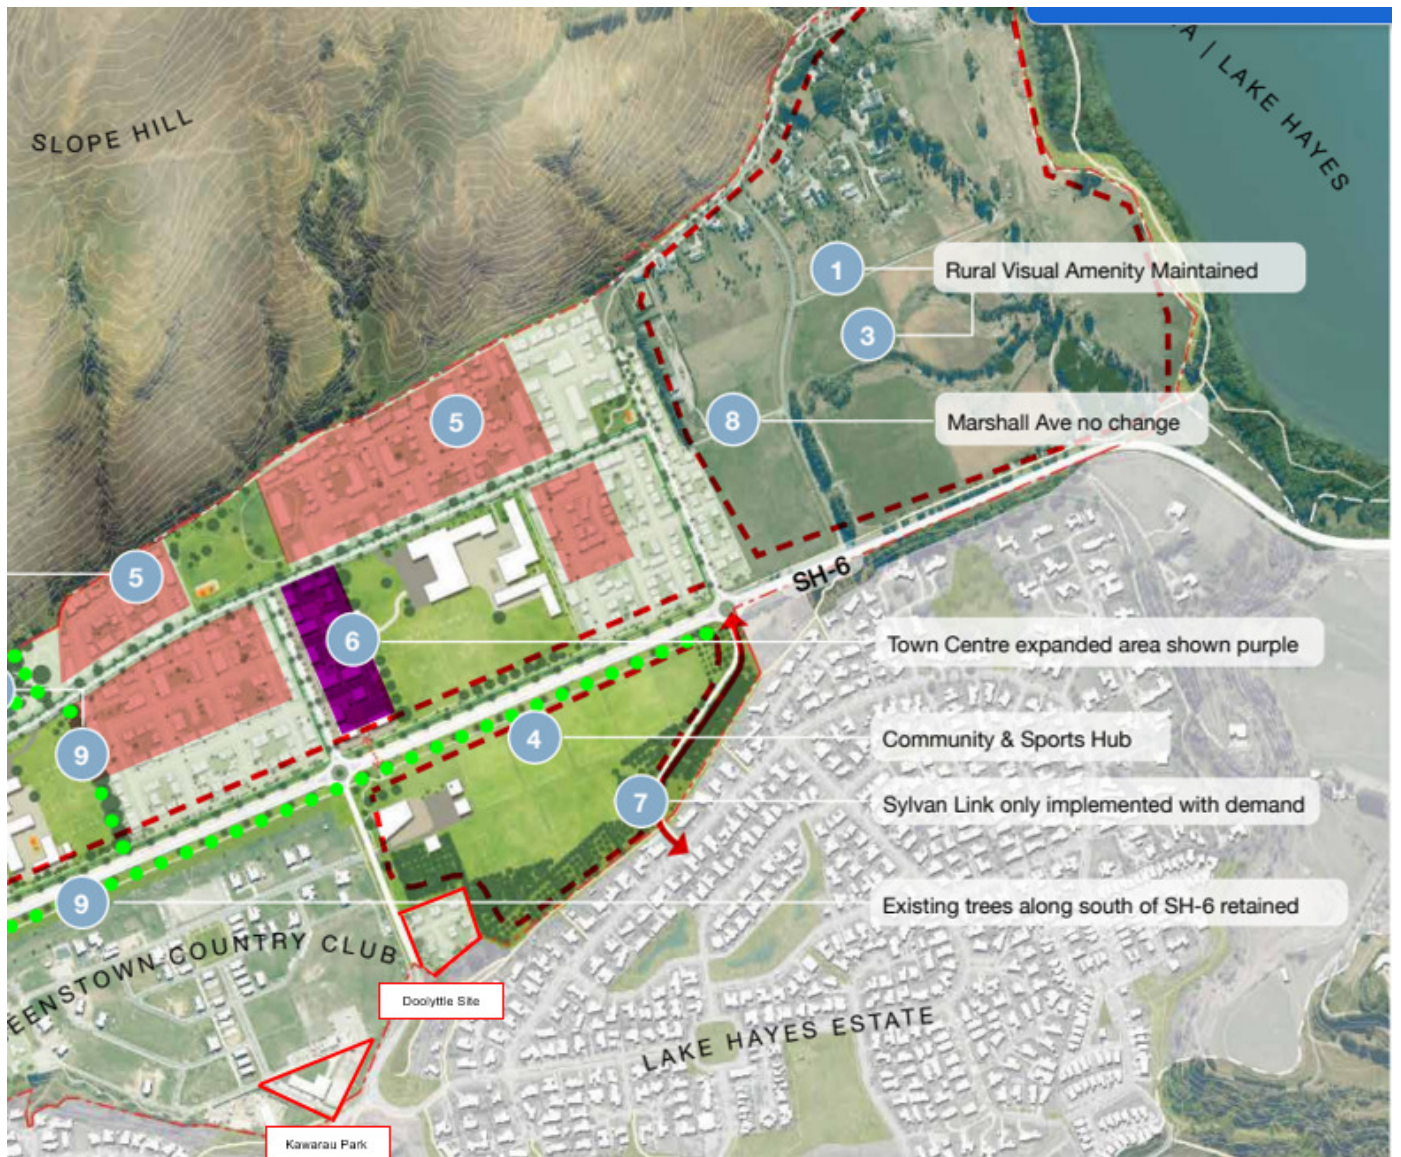 A | LAKE HAYES
SLOPE HILL
1
Rural Visual Amenity Maintained
3
5
8
Marshall Ave no change
5
SH-6
6
Town Centre expanded area shown purple
9
4
Community & Sports Hub
7
Sylvan Link only implemented with demand
9
Existing trees along south of SH-6 retained
EENSTOWN COUNTRY CLUB
Doolyttle Site
LAKE HAYES ESTATE
Kawarau Park